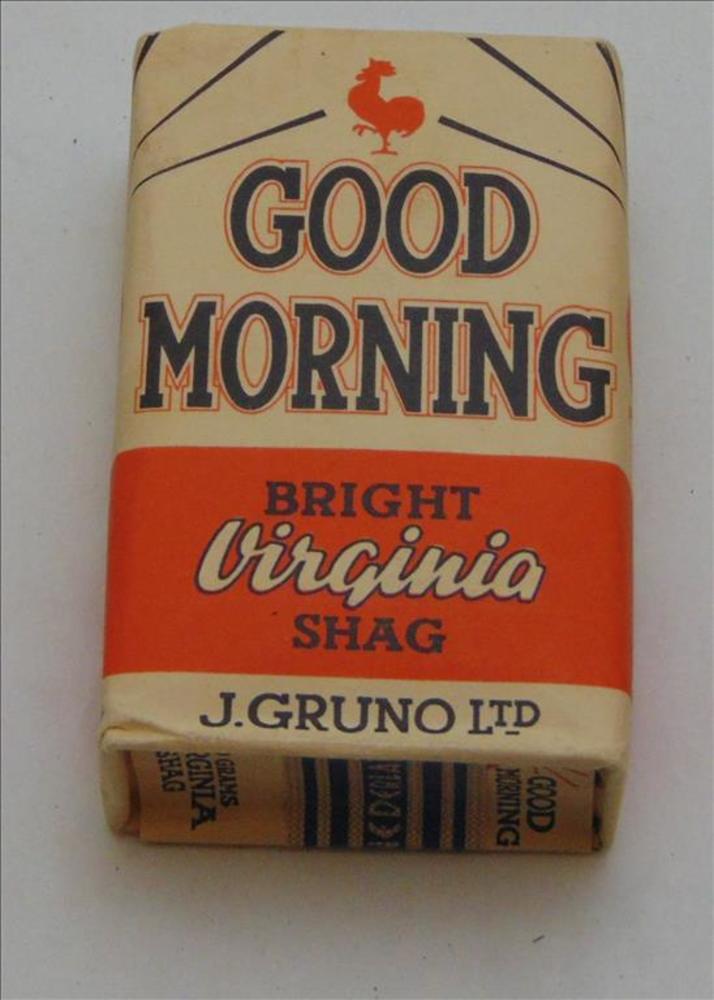 GOOD
MORNING
BRIGHT
Virginia
SHAG
J. GRUNO LTD
GRAMS
VIRGINIA
SHAG
GOOD
MORNING